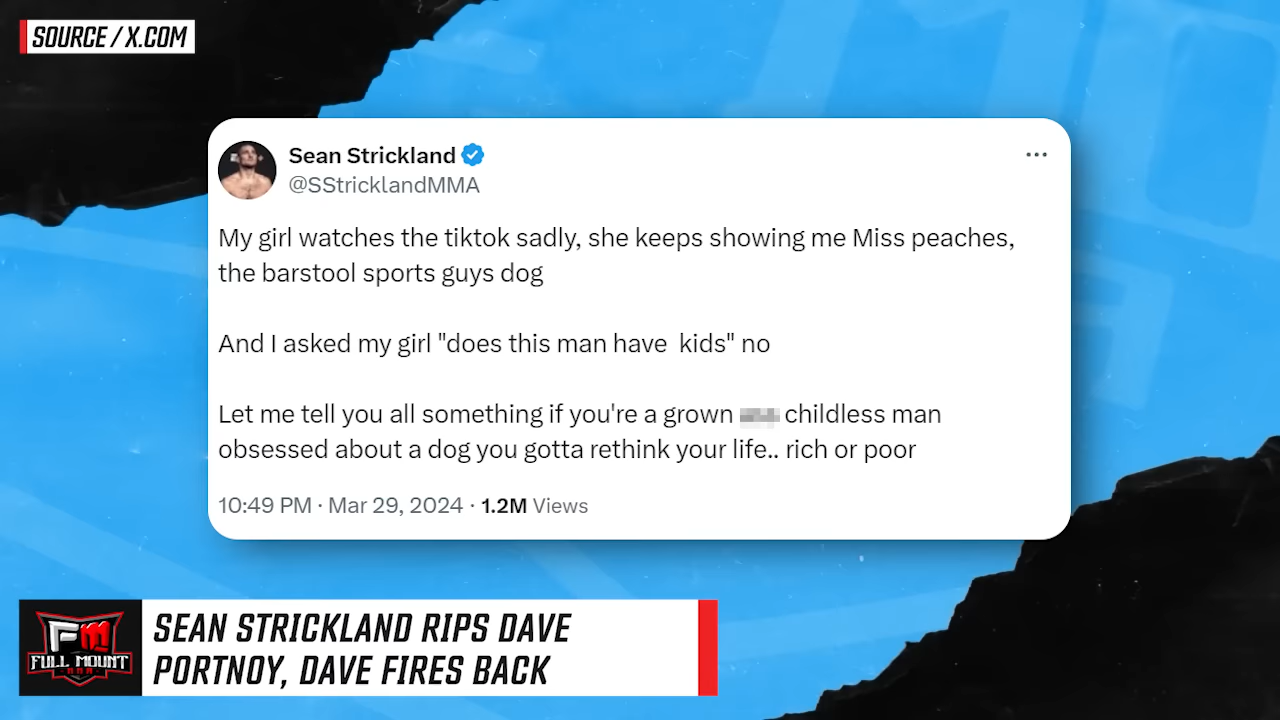 SOURCE / X.COM
Sean Strickland
@SStricklandMMA
My girl watches the tiktok sadly, she keeps showing me Miss peaches,
the barstool sports guys dog
And I asked my girl "does this man have  kids" no
Let me tell you all something if you're a grown childless man
obsessed about a dog you gotta rethink your life.. rich or poor
10:49 PM · Mar 29, 2024 · 1.2M Views
FM
FULL MOUNT
MMA
SEAN STRICKLAND RIPS DAVE
PORTNOY, DAVE FIRES BACK